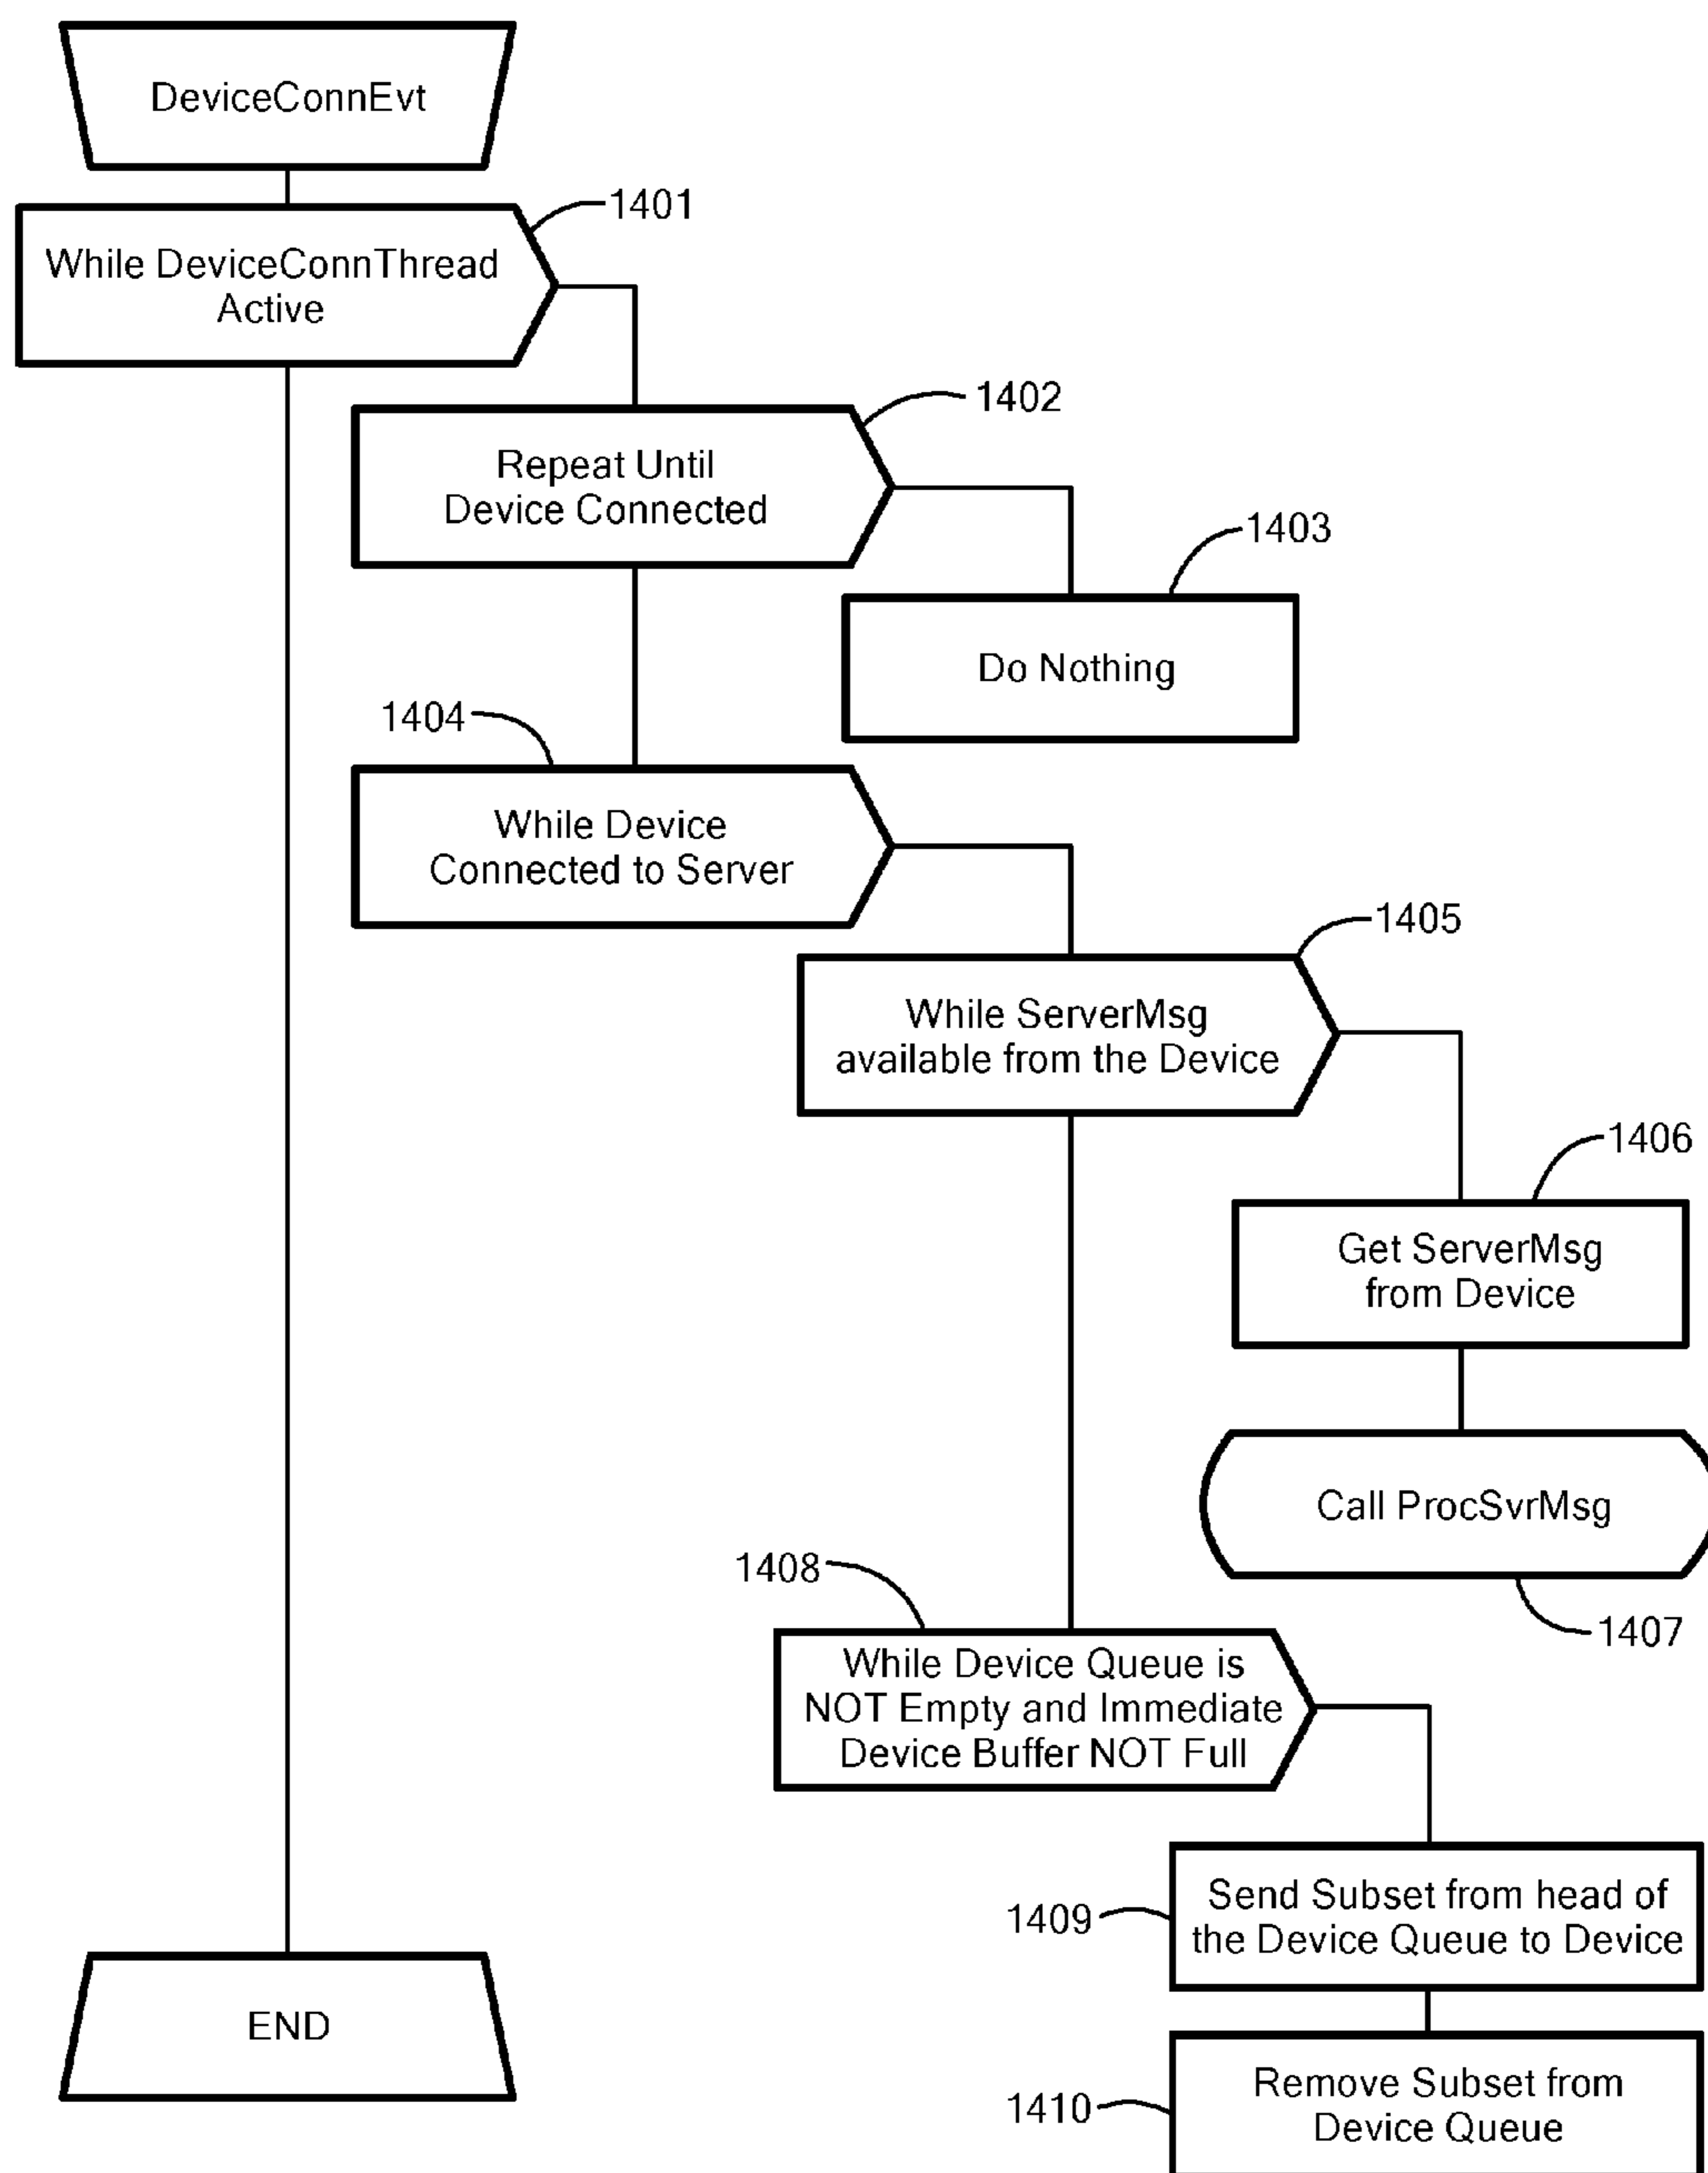 DeviceConnEvt
1401
While DeviceConnThread
Active
1402
Repeat Until
Device Connected
1403
Do Nothing
1404
While Device
Connected to Server
1405
While ServerMsg
available from the Device
1406
Get ServerMsg
from Device
Call ProcSvrMsg
1407
1408
While Device Queue is
NOT Empty and Immediate
Device Buffer NOT Full
1409
Send Subset from head of
the Device Queue to Device
END
1410
Remove Subset from
Device Queue